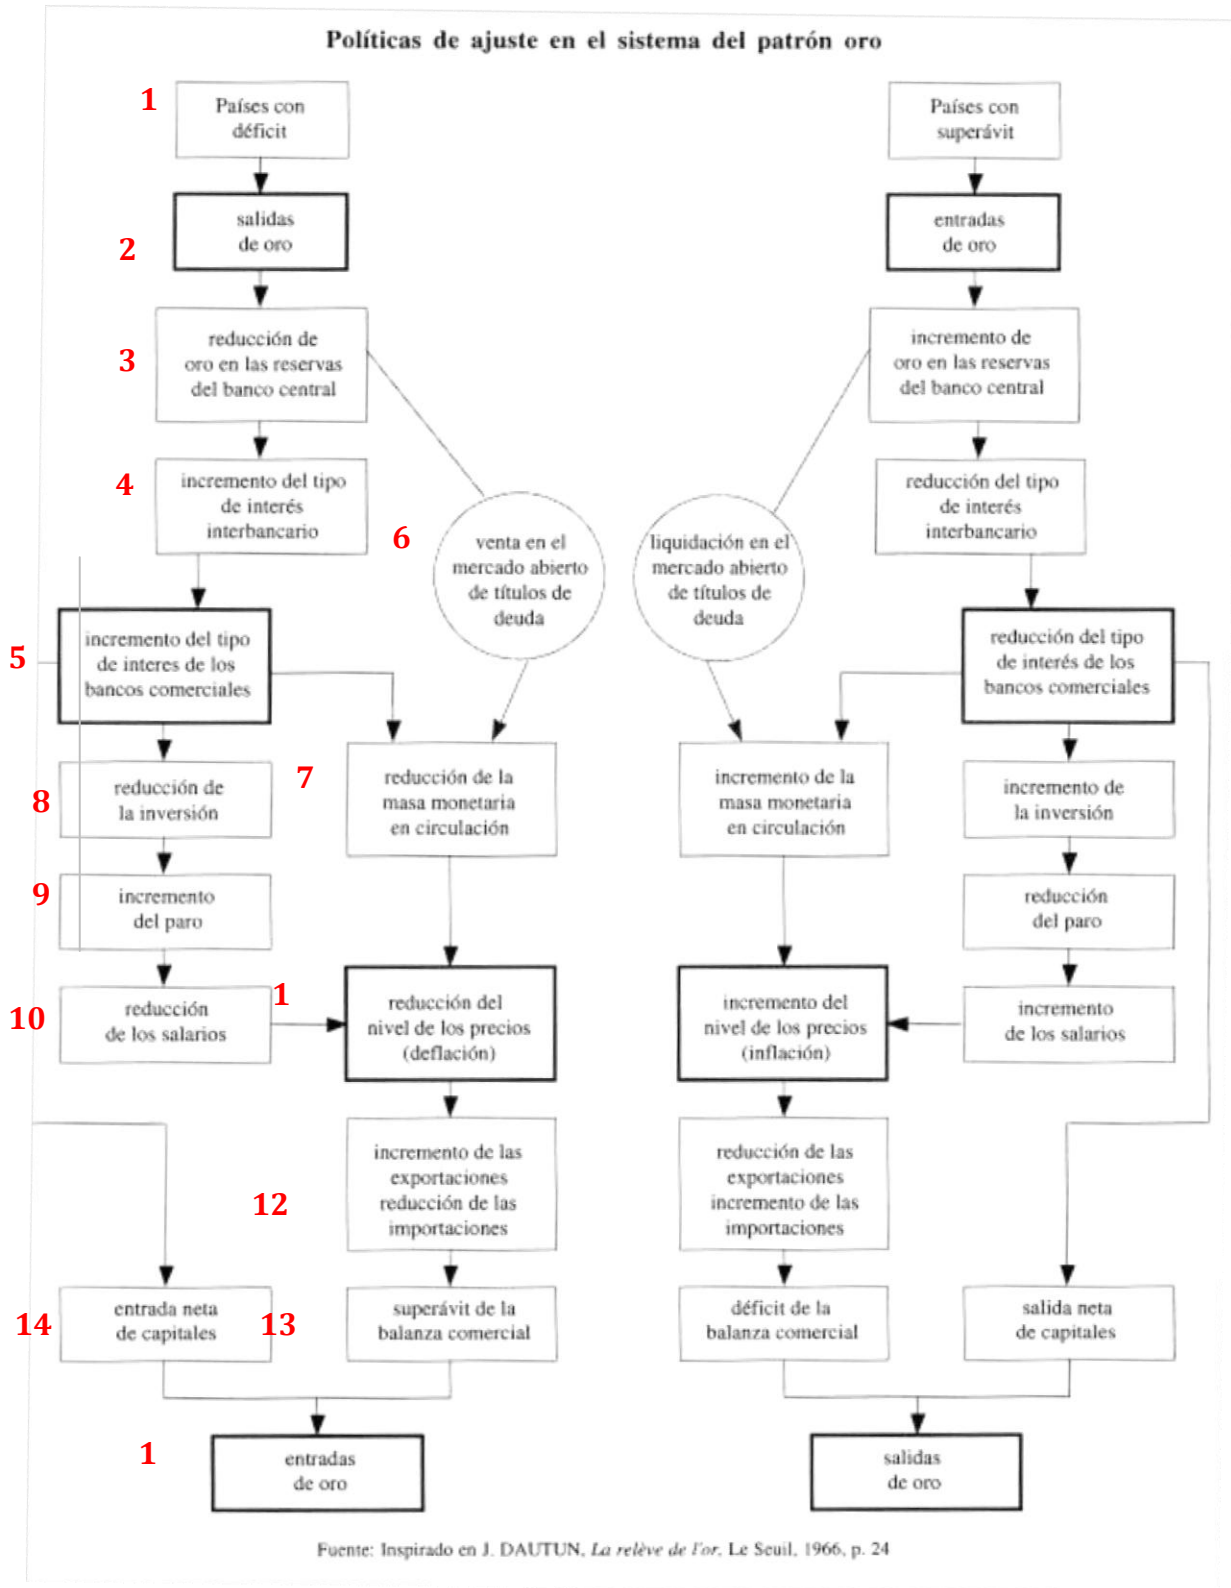 Políticas de ajuste en el sistema del patrón oro
1
Países con
déficit
Países con
superávit
2
salidas
de oro
entradas
de oro
3
reducción de
oro en las reservas
del banco central
incremento de
oro en las reservas
del banco central
4
incremento del tipo
de interés
interbancario
reducción del tipo
de interés
interbancario
6
venta en el
mercado abierto
de títulos de
deuda
liquidación en el
mercado abierto
de títulos de
deuda
5
incremento del tipo
de interes de los
bancos comerciales
reducción del tipo
de interés de los
bancos comerciales
8
reducción de
la inversión
7
reducción de la
masa monetaria
en circulación
incremento de la
masa monetaria
en circulación
incremento de
la inversión
9
incremento
del paro
reducción
del paro
10
reducción
de los salarios
1
reducción del
nivel de los precios
(deflación)
incremento del
nivel de los precios
(inflación)
incremento
de los salarios
12
incremento de las
exportaciones
reducción de las
importaciones
reducción de las
exportaciones
incremento de las
importaciones
14
entrada neta
de capitales
13
superávit de la
balanza comercial
déficit de la
balanza comercial
salida neta
de capitales
1
entradas
de oro
salidas
de oro
Fuente: Inspirado en J. DAUTUN, La relève de l'or, Le Seuil, 1966, p. 24